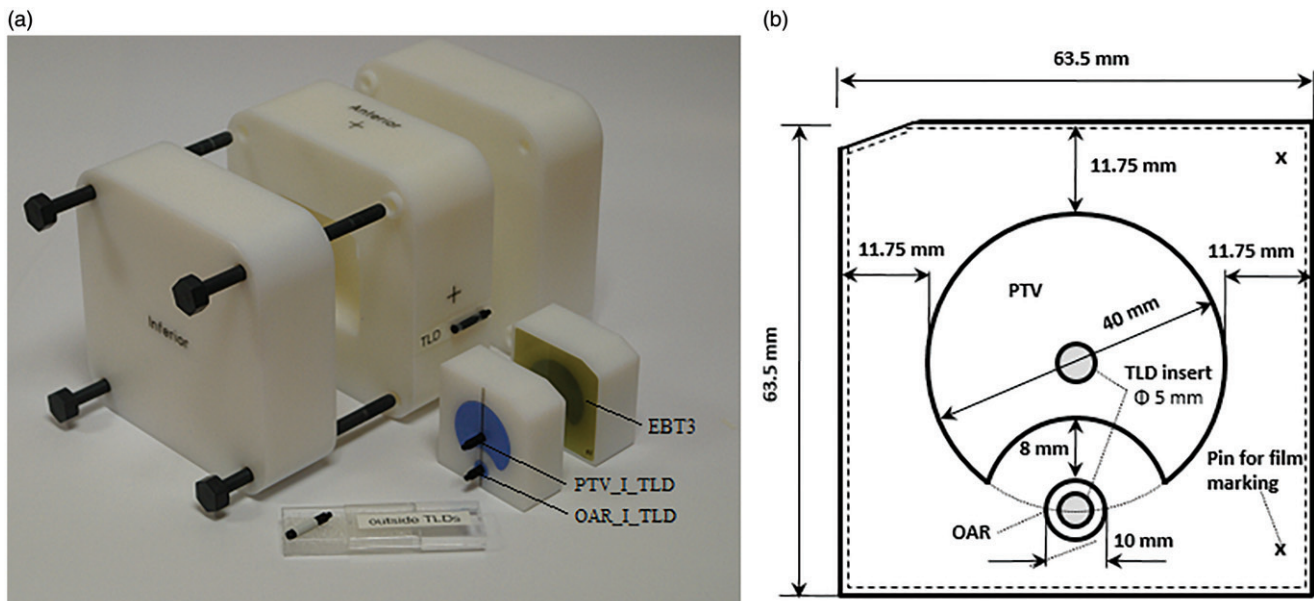 (a)
Anterior
+
+
TLD
Inferior
EBT3
PTV_I_TLD
OAR_I_TLD
outside TLDs
(b)
63.5 mm
63.5 mm
11.75 mm
x
11.75 mm
11.75 mm
PTV
40 mm
TLD insert
Φ 5 mm
8 mm
Pin for film
marking
OAR
10 mm
x